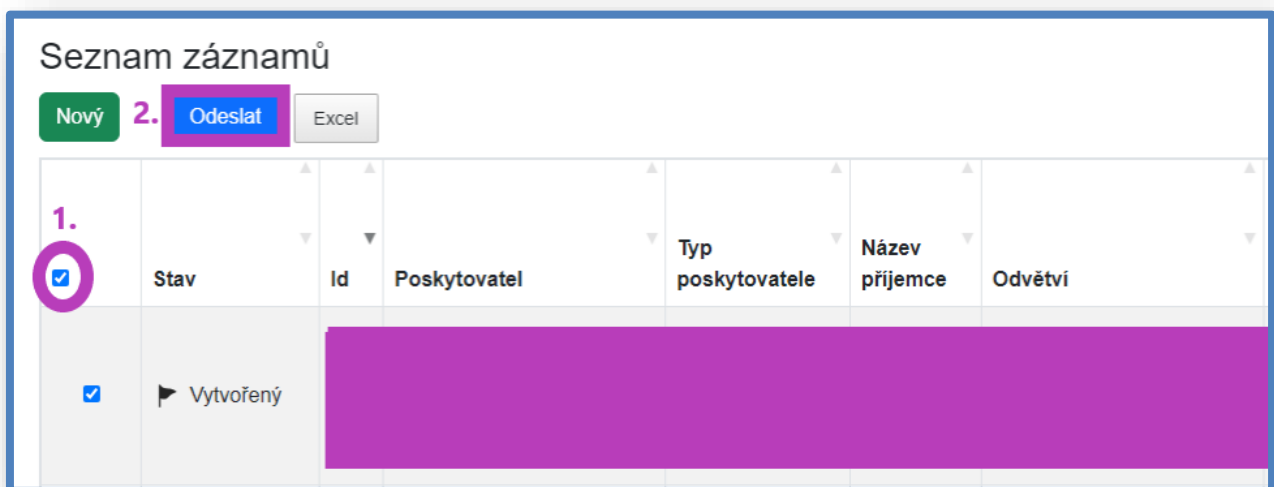 Seznam záznamů
Nový 2. Odeslat Excel
1.
Stav Id Poskytovatel Typ poskytovatele Název příjemce Odvětví
Vytvořený